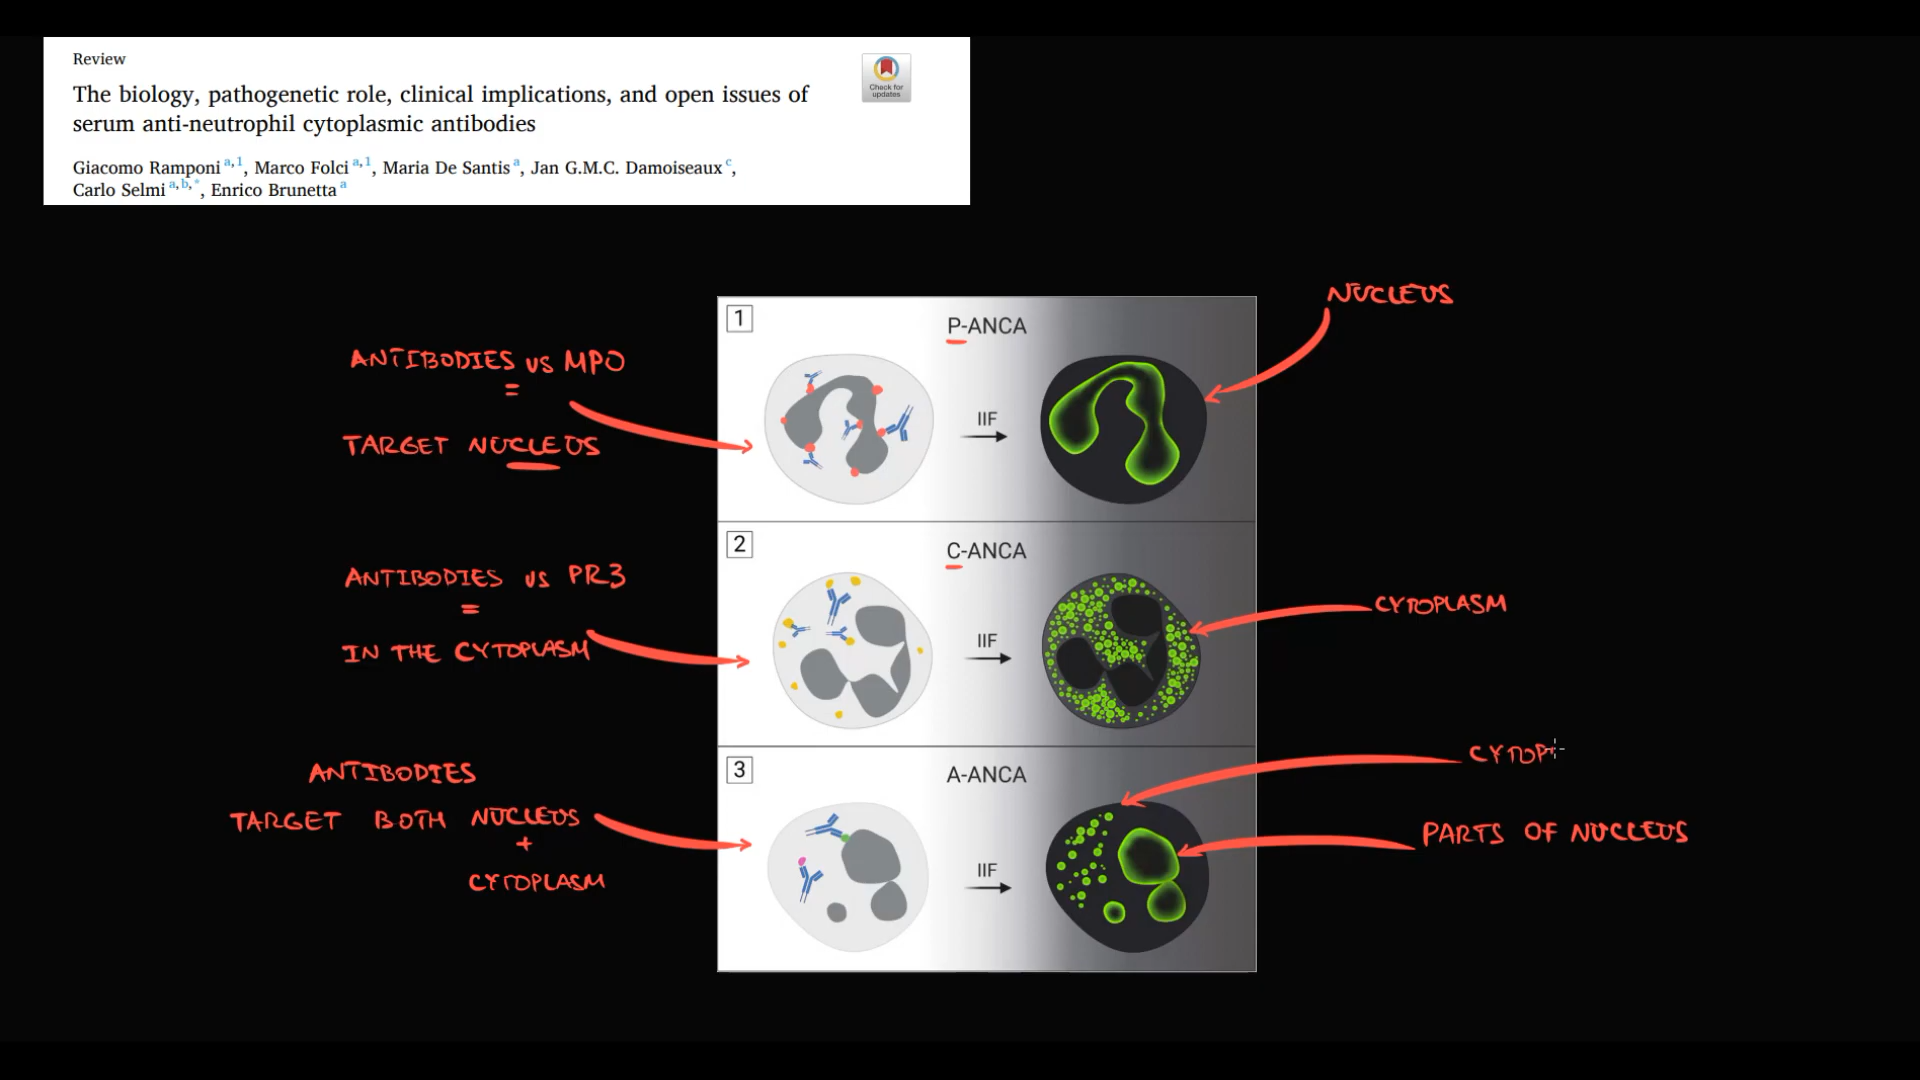 Review
The biology, pathogenetic role, clinical implications, and open issues of
serum anti-neutrophil cytoplasmic antibodies
Giacomo Ramponi a,1, Marco Folci a,1, Maria De Santis a, Jan G.M.C. Damoiseaux c,
Carlo Selmi a,b,*, Enrico Brunetta a
Check for
updates
NUCLEUS
1
P-ANCA
ANTIBODIES VS MPO
=
TARGET NUCLEUS
IIF
2
C-ANCA
ANTIBODIES VS PR3
=
IN THE CYTOPLASM
IIF
CYTOPLASM
3
A-ANCA
ANTIBODIES
TARGET BOTH NUCLEUS
+
CYTOPLASM
IIF
CYTOP
PARTS OF NUCLEUS